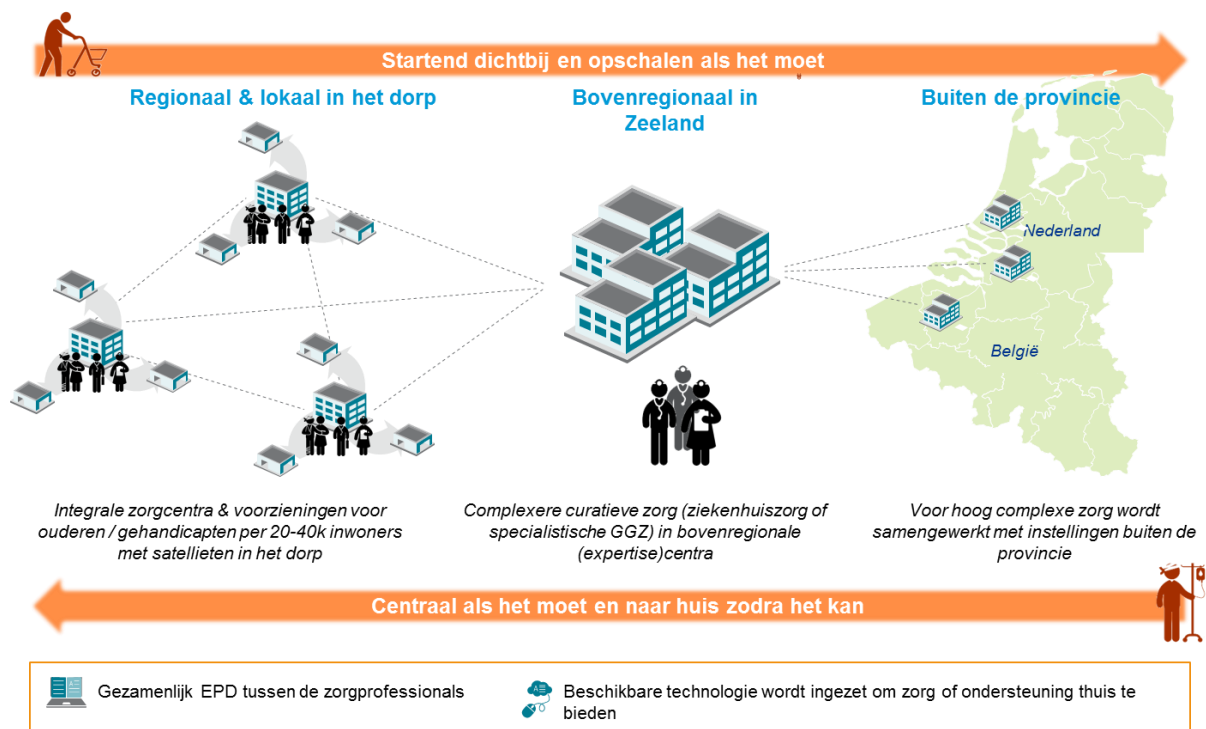 Startend dichtbij en opschalen als het moet
Regionaal & lokaal in het dorp
Bovenregionaal in
Zeeland
Buiten de provincie
Nederland
België
Integrale zorgcentra & voorzieningen voor
ouderen / gehandicapten per 20-40k inwoners
met satellieten in het dorp
Complexere curatieve zorg (ziekenhuiszorg of
specialistische GGZ) in bovenregionale
(expertise)centra
Voor hoog complexe zorg wordt
samengewerkt met instellingen buiten de
provincie
Centraal als het moet en naar huis zodra het kan
Gezamenlijk EPD tussen de zorgprofessionals
Beschikbare technologie wordt ingezet om zorg of ondersteuning thuis te
bieden